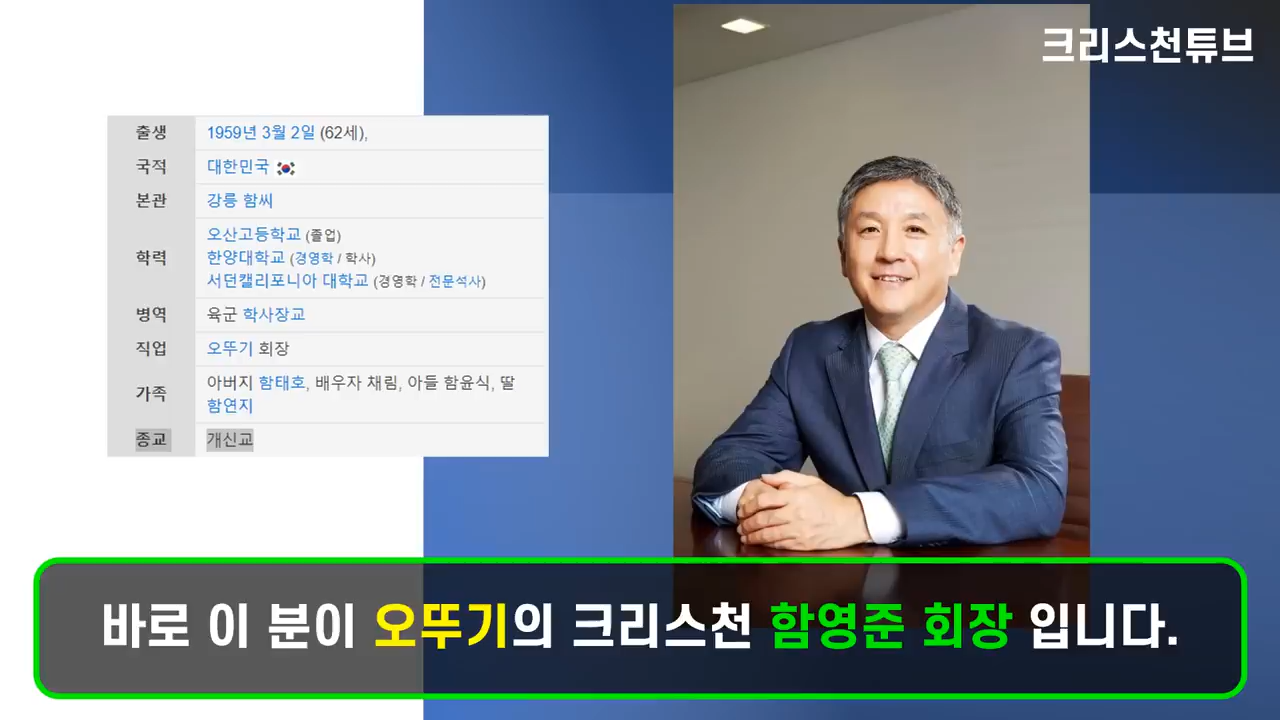 크리스천튜브
출생 1959년 3월 2일 (62세),
국적 대한민국
본관 강릉 함씨
학력 오산고등학교 (졸업)
한양대학교 (경영학 / 학사)
서던캘리포니아 대학교 (경영학 / 전문석사)
병역 육군 학사장교
직업 오뚜기 회장
가족 아버지 함태호, 배우자 채림, 아들 함윤식, 딸
함연지
종교 개신교
바로 이 분이 오뚜기의 크리스천 함영준 회장 입니다.